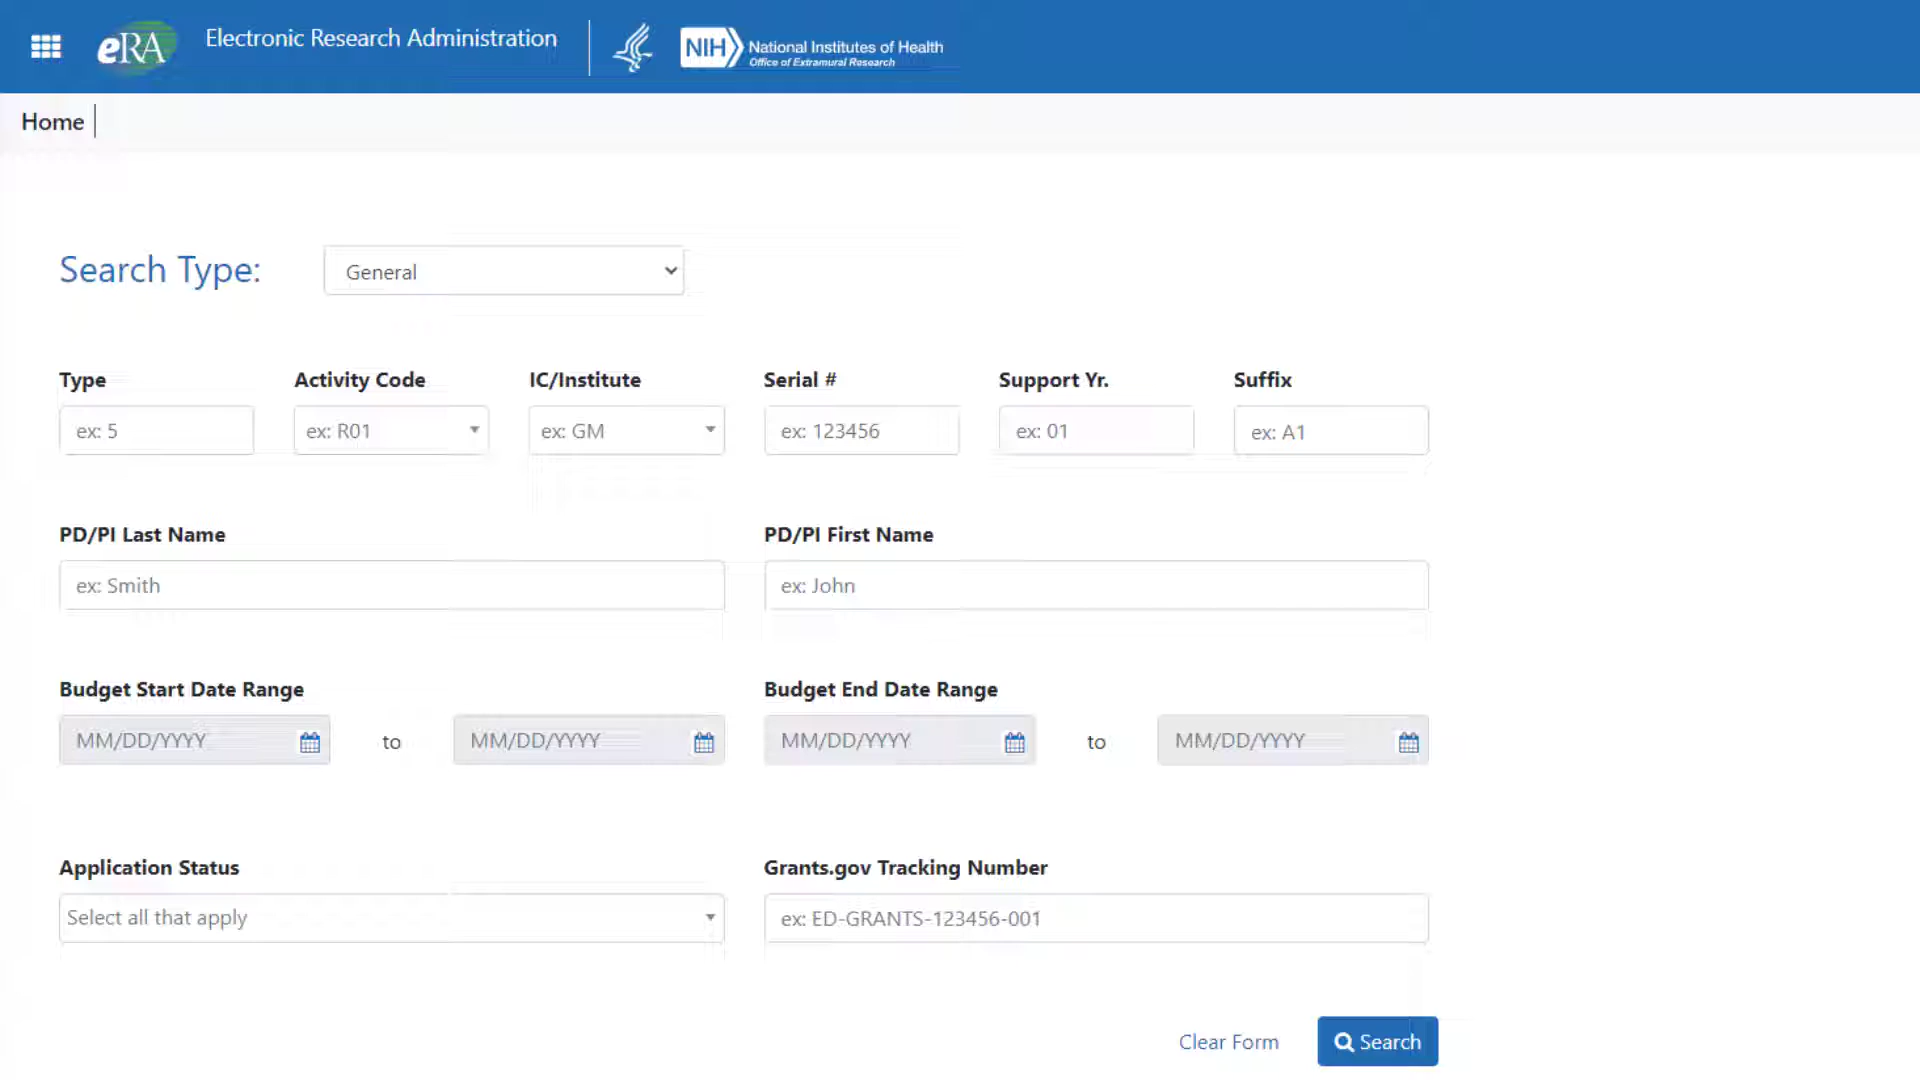 eRA Electronic Research Administration NIH National Institutes of Health
Office of Extramural Research
Home
Search Type: General
Type Activity Code IC/Institute Serial # Support Yr. Suffix
ex: 5 ex: R01 ex: GM ex: 123456 ex: 01 ex: A1
PD/PI Last Name PD/PI First Name
ex: Smith ex: John
Budget Start Date Range Budget End Date Range
MM/DD/YYYY to MM/DD/YYYY MM/DD/YYYY to MM/DD/YYYY
Application Status Grants.gov Tracking Number
Select all that apply ex: ED-GRANTS-123456-001
Clear Form Search